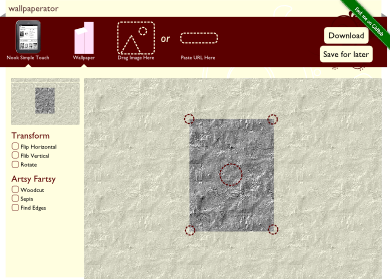 wallpaperator
Fork me on GitHub
Nook Simple Touch
Wallpaper
Drag Image Here
or
Paste URL Here
Download
Save for later
Transform
Flip Horizontal
Flib Vertical
Rotate
Artsy Fartsy
Woodcut
Sepia
Find Edges